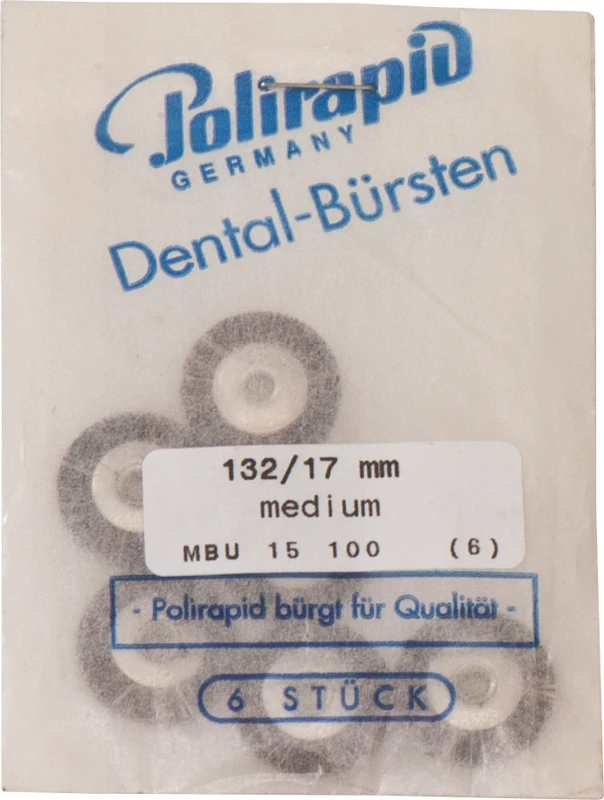 Polirapid
GERMANY
Dental-Bürsten
132/17 mm
medium
MBU 15 100 (6)
- Polirapid bürgt für Qualität -
6 STÜCK